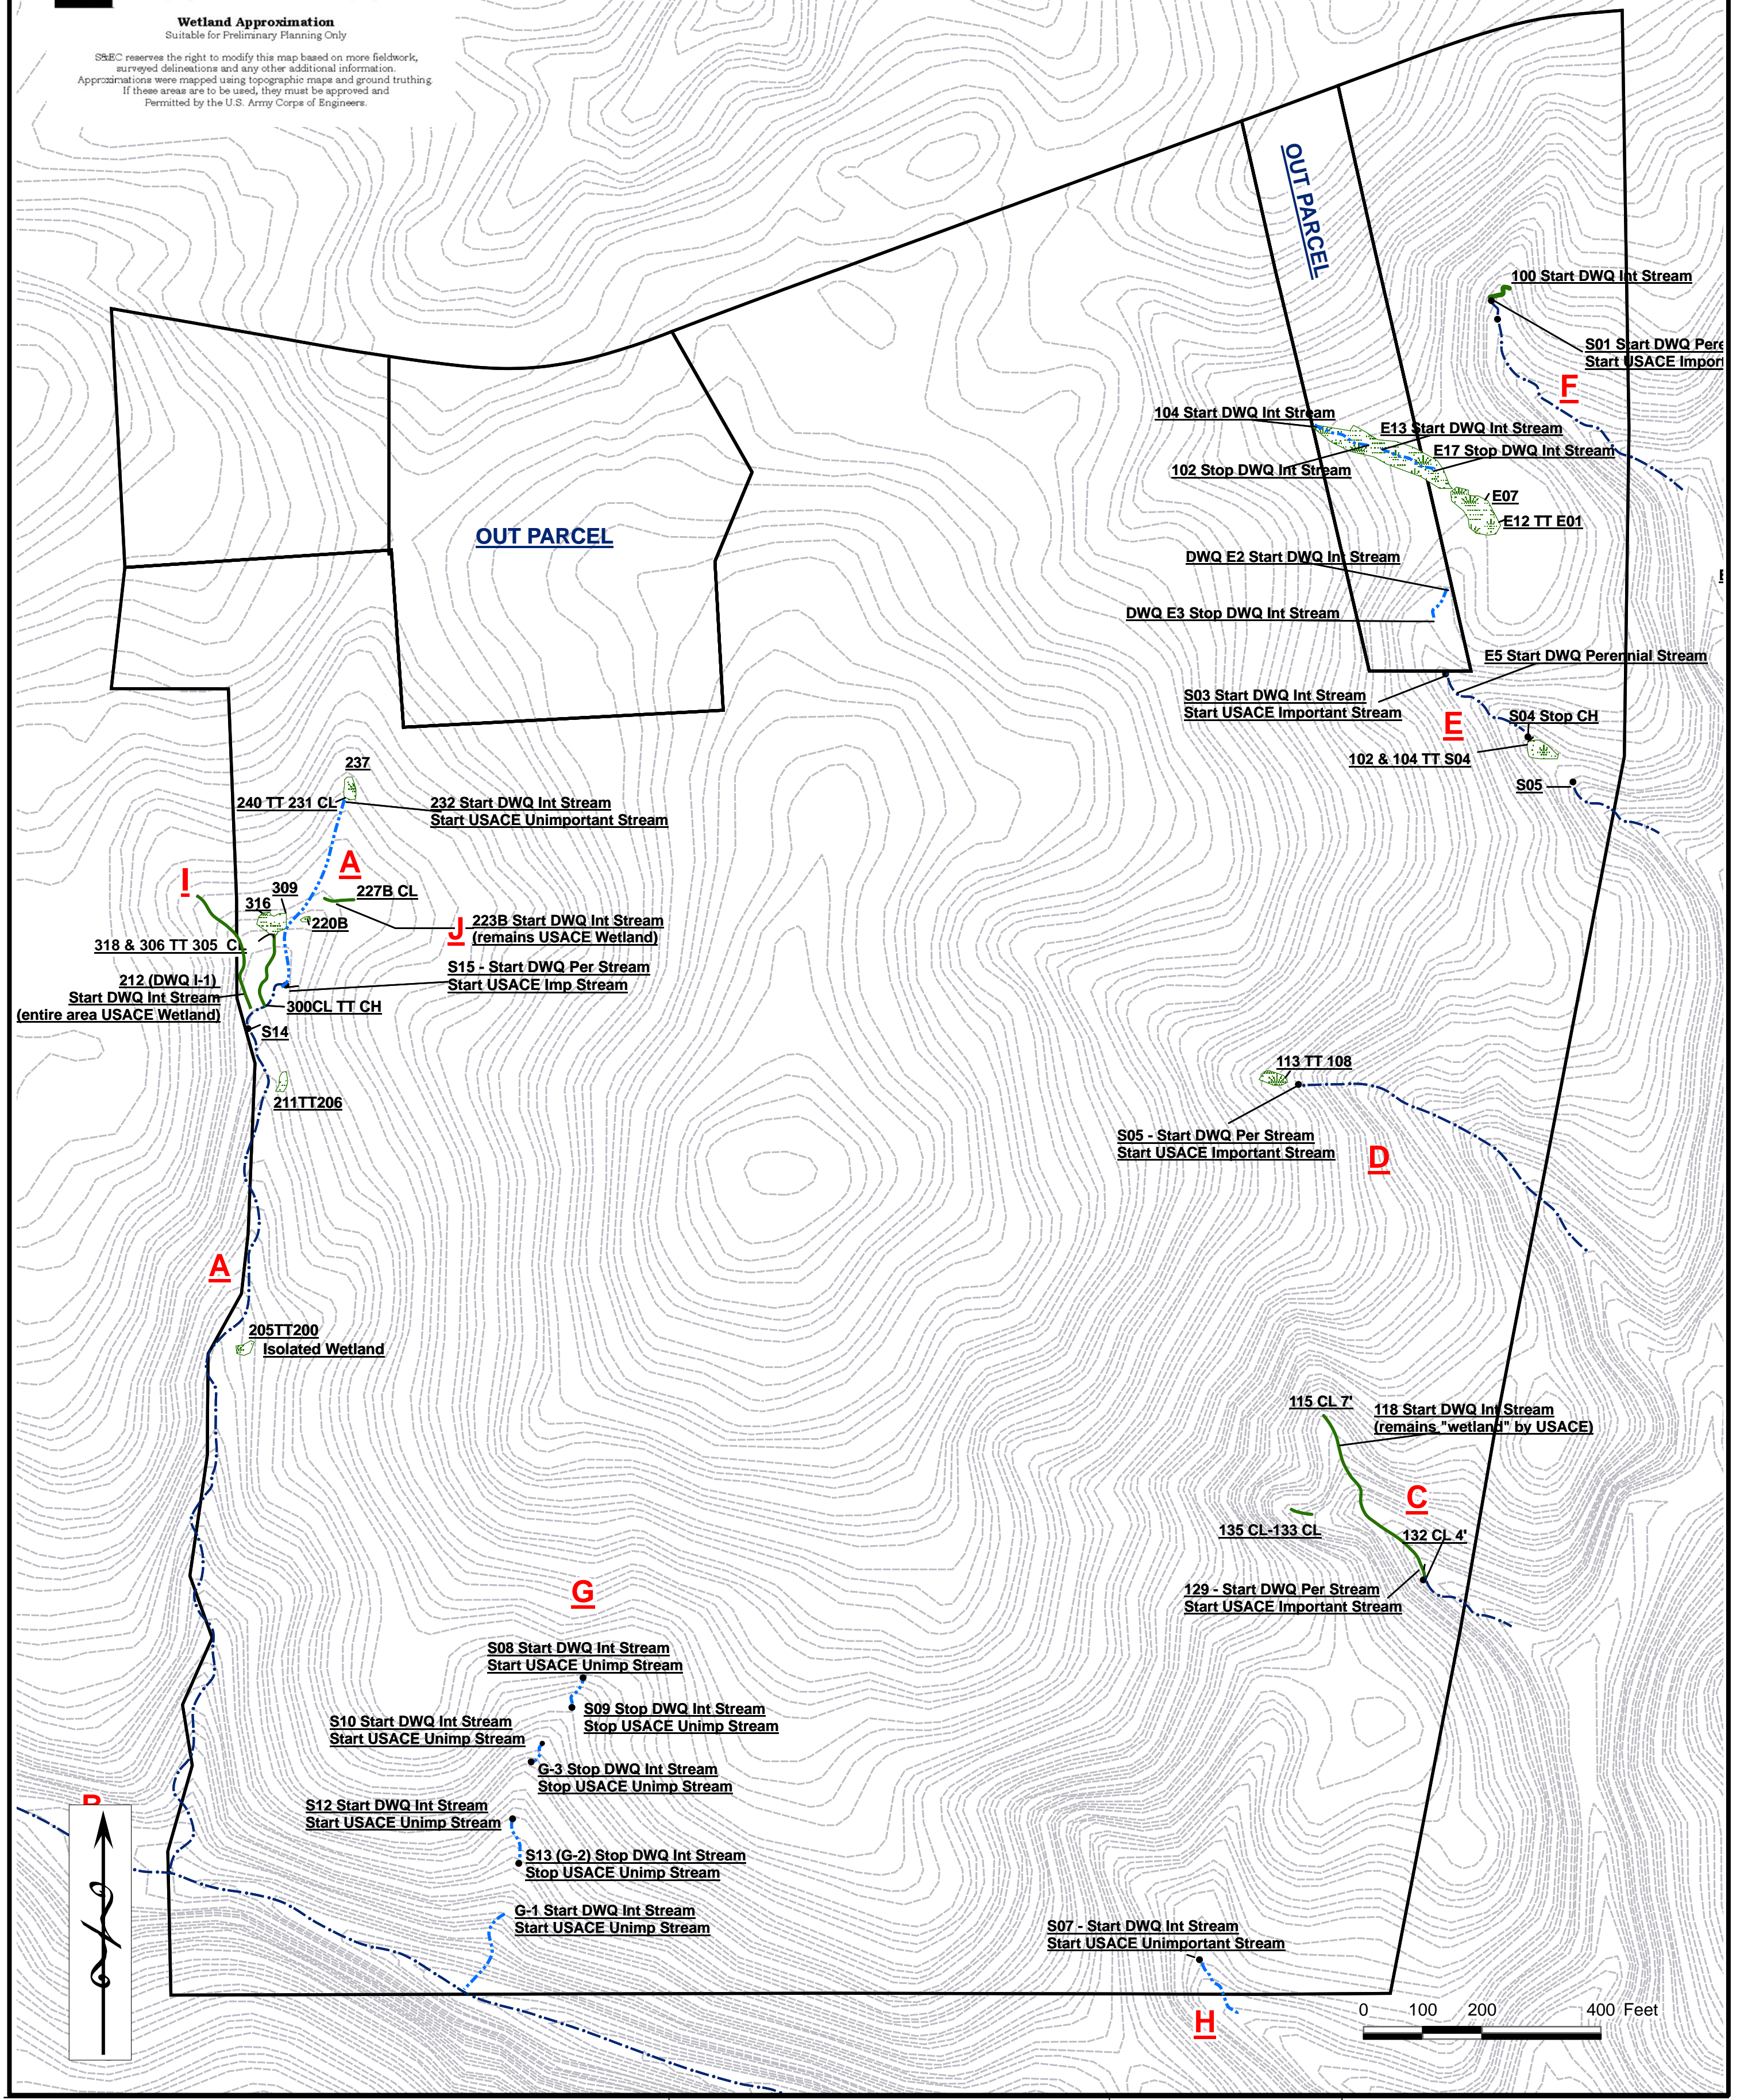 Wetland Approximation
Suitable for Preliminary Planning Only
S&EC reserves the right to modify this map based on more fieldwork,
surveyed delineations and any other additional information.
Approximations were mapped using topographic maps and ground truthing.
If these areas are to be used, they must be approved and
Permitted by the U.S. Army Corps of Engineers.
OUT PARCEL
100 Start DWQ Int Stream
S01 Start DWQ Pere
Start USACE Impor
F
104 Start DWQ Int Stream
E13 Start DWQ Int Stream
E17 Stop DWQ Int Stream
102 Stop DWQ Int Stream
E07
E12 TT E01
OUT PARCEL
DWQ E2 Start DWQ Int Stream
DWQ E3 Stop DWQ Int Stream
E5 Start DWQ Perennial Stream
S03 Start DWQ Int Stream
Start USACE Important Stream
E
S04 Stop CH
102 & 104 TT S04
S05
237
240 TT 231 CL
232 Start DWQ Int Stream
Start USACE Unimportant Stream
A
I
309
227B CL
316
220B
J
223B Start DWQ Int Stream
(remains USACE Wetland)
318 & 306 TT 305 CL
S15 - Start DWQ Per Stream
Start USACE Imp Stream
212 (DWQ I-1)
Start DWQ Int Stream
(entire area USACE Wetland)
300CL TT CH
S14
211TT206
113 TT 108
S05 - Start DWQ Per Stream
Start USACE Important Stream
D
A
205TT200
Isolated Wetland
115 CL 7'
118 Start DWQ Int Stream
(remains "wetland" by USACE)
C
135 CL-133 CL
132 CL 4'
129 - Start DWQ Per Stream
Start USACE Important Stream
G
S08 Start DWQ Int Stream
Start USACE Unimp Stream
S09 Stop DWQ Int Stream
Stop USACE Unimp Stream
S10 Start DWQ Int Stream
Start USACE Unimp Stream
G-3 Stop DWQ Int Stream
Stop USACE Unimp Stream
B
S12 Start DWQ Int Stream
Start USACE Unimp Stream
S13 (G-2) Stop DWQ Int Stream
Stop USACE Unimp Stream
G-1 Start DWQ Int Stream
Start USACE Unimp Stream
S07 - Start DWQ Int Stream
Start USACE Unimportant Stream
H
0 100 200 400 Feet